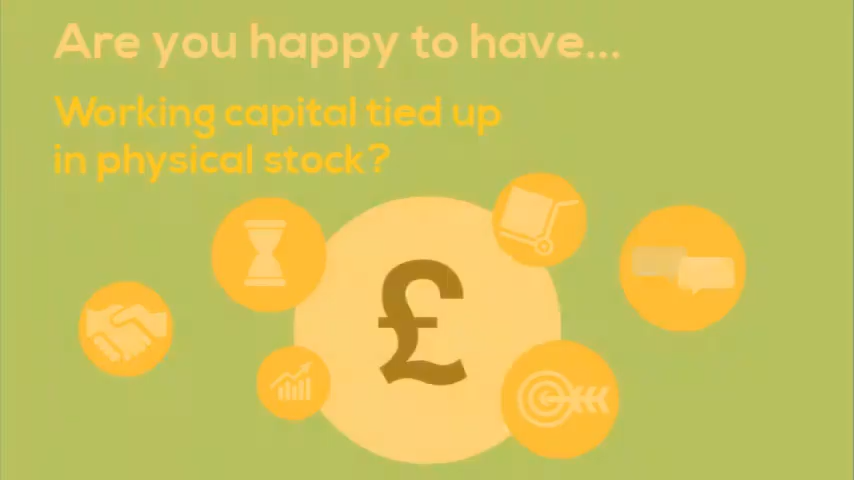 Are you happy to have...
Working capital tied up
in physical stock?
£